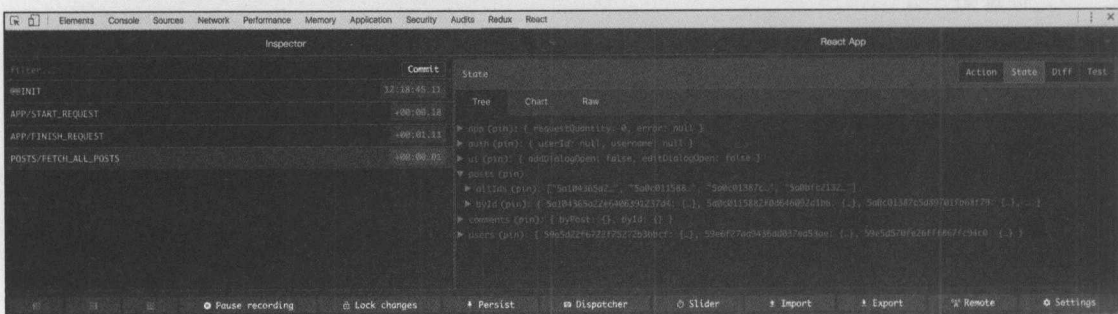 Elements Console Sources Network Performance Memory Application Security Audits Redux React
Inspector React App
filter... Commit
@@INIT 12:18:45.11
APP/START_REQUEST +00:00.18
APP/FINISH_REQUEST +00:01.11
POSTS/FETCH_ALL_POSTS +00:00.01
State Action State Diff Test
Tree Chart Raw
app (pin): { requestQuantity: 0, error: null }
auth (pin): { userId: null, username: null }
ui (pin): { addDialogOpen: false, editDialogOpen: false }
posts (pin)
allIds (pin): [
byId (pin): {
comments (pin): { byPost: {}, byId: {} }
users (pin): {
Pause recording Lock changes Persist Dispatcher Slider Import Export Remote Settings